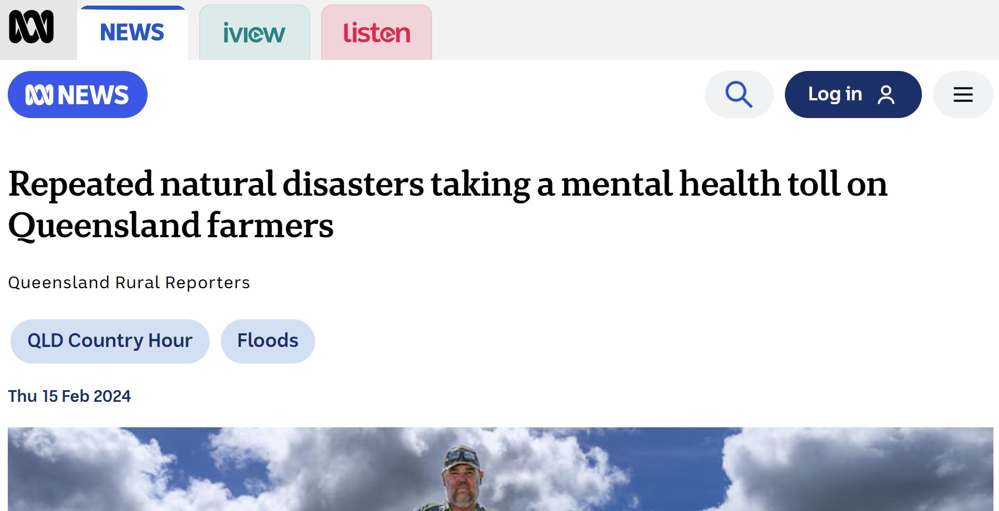 NEWS
iview
listen
NEWS
Log in
Repeated natural disasters taking a mental health toll on
Queensland farmers
Queensland Rural Reporters
QLD Country Hour
Floods
Thu 15 Feb 2024